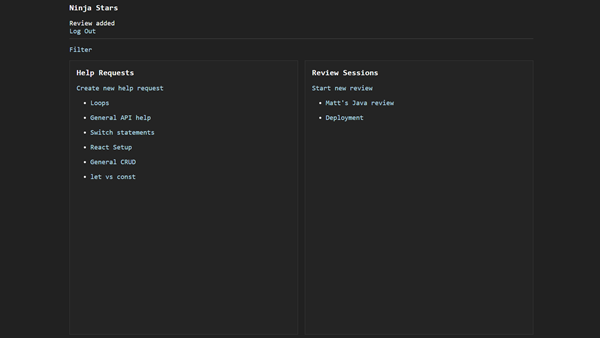 Ninja Stars
Review added
Log Out
Filter
Help Requests
Create new help request
Loops
General API help
Switch statements
React Setup
General CRUD
let vs const
Review Sessions
Start new review
Matt's Java review
Deployment